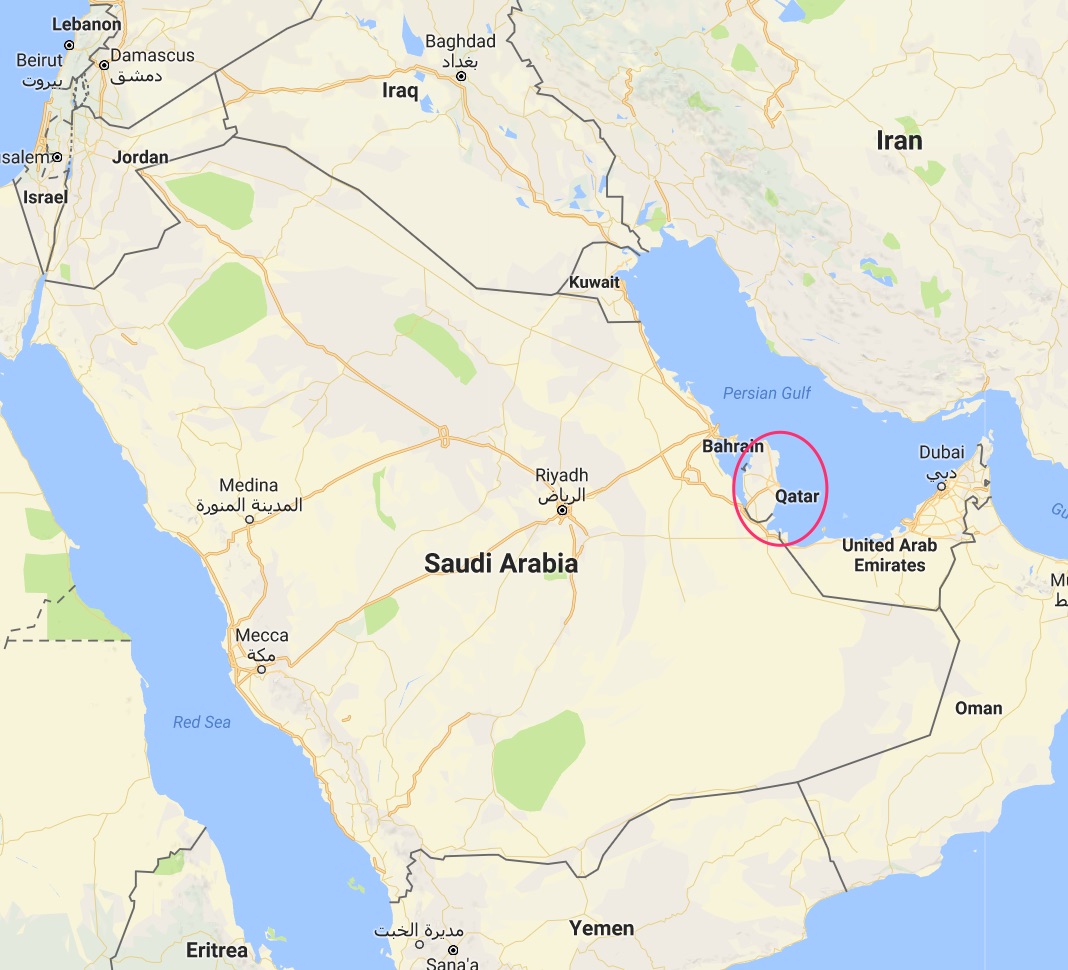 Lebanon
Beirut
بيروت
Damascus
دمشق
Baghdad
بغداد
Iraq
Iran
usalem
Jordan
Israel
Kuwait
Persian Gulf
Bahrain
Qatar
Dubai
دبي
Riyadh
الرياض
Medina
المدينة المنورة
Saudi Arabia
United Arab
Emirates
Gu
Mu
ط
Mecca
مكة
Red Sea
Oman
Yemen
مديرة الخبت
Sana'a
Eritrea